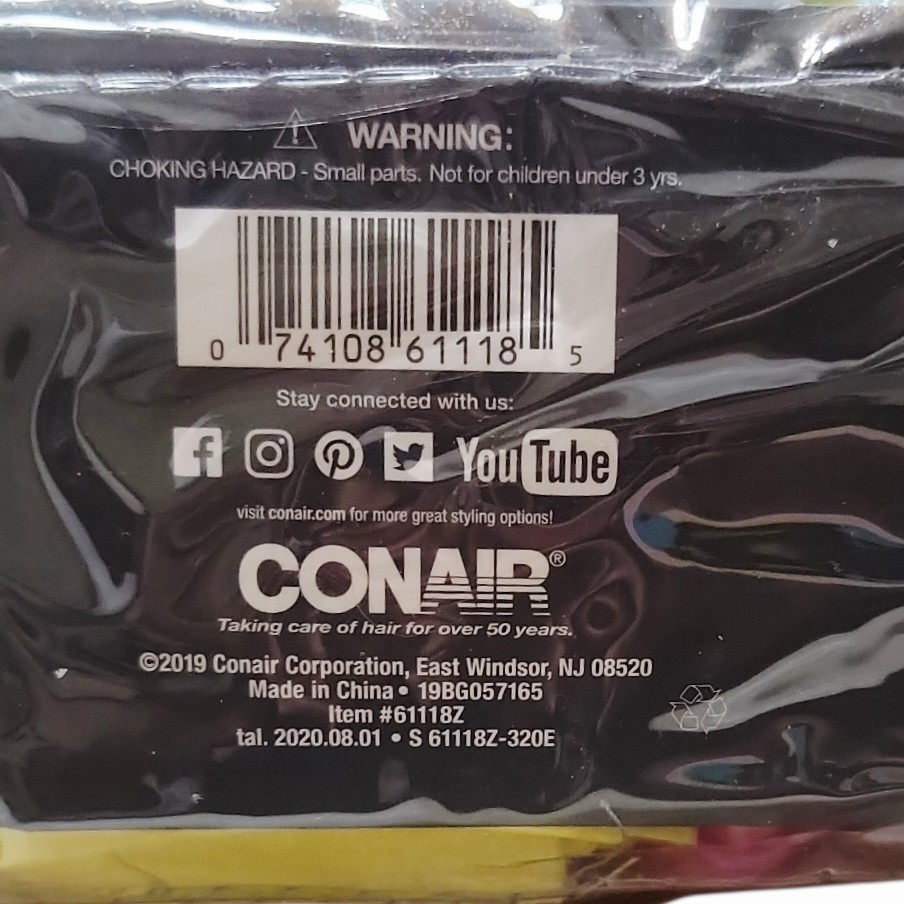 WARNING:
CHOKING HAZARD - Small parts. Not for children under 3 yrs.
0 74108 61118 5
Stay connected with us:
YouTube
visit conair.com for more great styling options!
CONAIR®
Taking care of hair for over 50 years.
©2019 Conair Corporation, East Windsor, NJ 08520
Made in China • 19BG057165
Item #61118Z
tal. 2020.08.01 • S 61118Z-320E